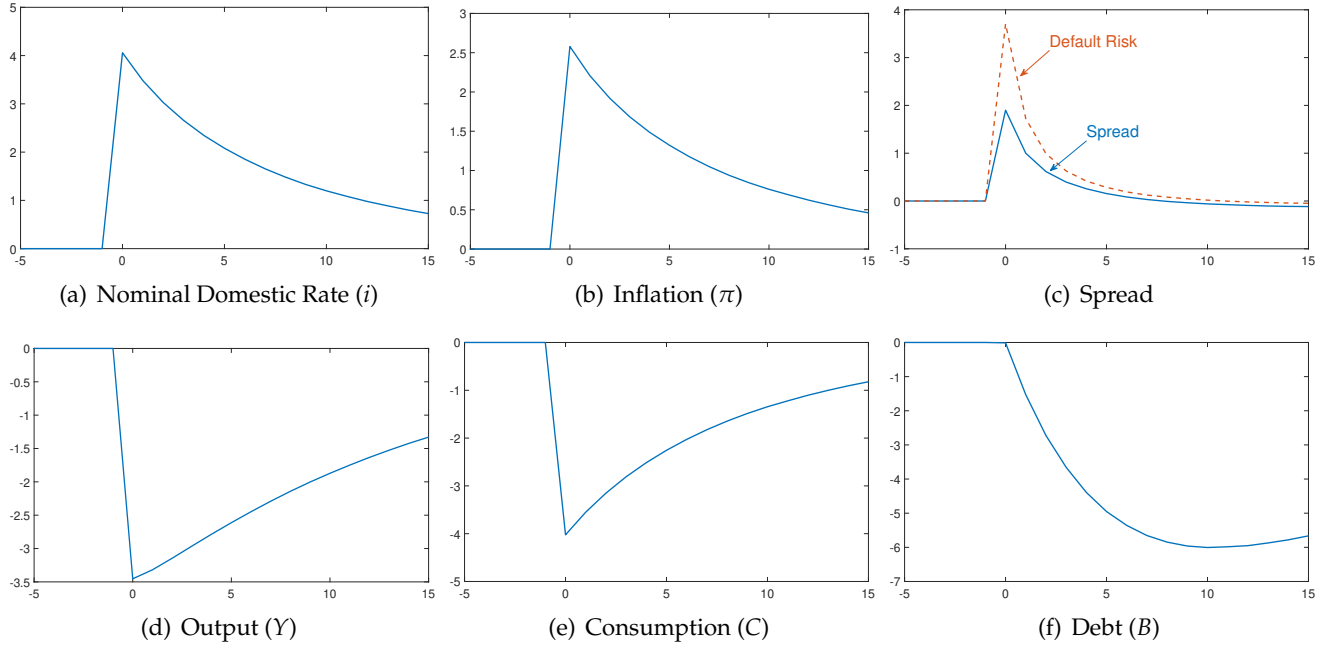 5
4
3
2
1
0
-5 0 5 10 15
(a) Nominal Domestic Rate (i)
3
2.5
2
1.5
1
0.5
0
-5 0 5 10 15
(b) Inflation (π)
4
3
2
1
0
-1
Default Risk
Spread
-5 0 5 10 15
(c) Spread
0
-0.5
-1
-1.5
-2
-2.5
-3
-3.5
-5 0 5 10 15
(d) Output (Y)
0
-1
-2
-3
-4
-5
-5 0 5 10 15
(e) Consumption (C)
0
-1
-2
-3
-4
-5
-6
-7
-5 0 5 10 15
(f) Debt (B)